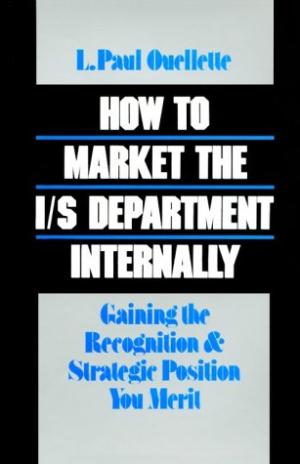 L. Paul Ouellette
HOW TO
MARKET THE
I/S DEPARTMENT
INTERNALLY
Gaining the
Recognition &
Strategic Position
You Merit